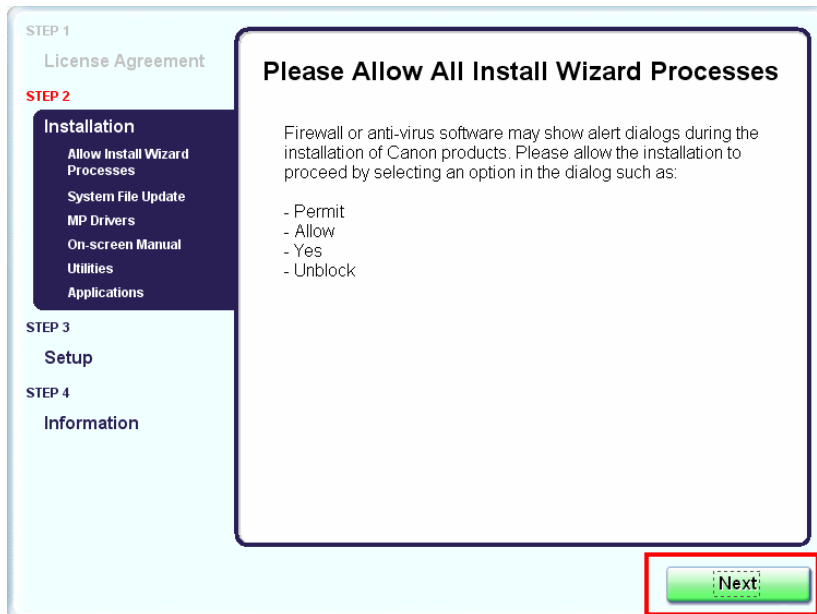 STEP 1
License Agreement
STEP 2
Installation
Allow Install Wizard
Processes
System File Update
MP Drivers
On-screen Manual
Utilities
Applications
STEP 3
Setup
STEP 4
Information
Please Allow All Install Wizard Processes
Firewall or anti-virus software may show alert dialogs during the
installation of Canon products. Please allow the installation to
proceed by selecting an option in the dialog such as:
- Permit
- Allow
- Yes
- Unblock
Next